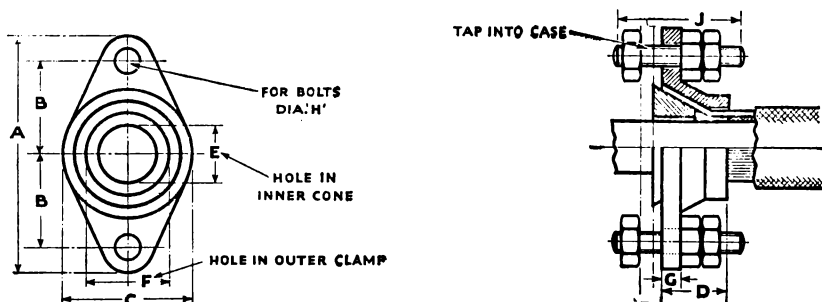 A
B
B
E
F
C
FOR BOLTS
DIA.'H'
HOLE IN
INNER CONE
HOLE IN OUTER CLAMP
TAP INTO CASE
J
G
D